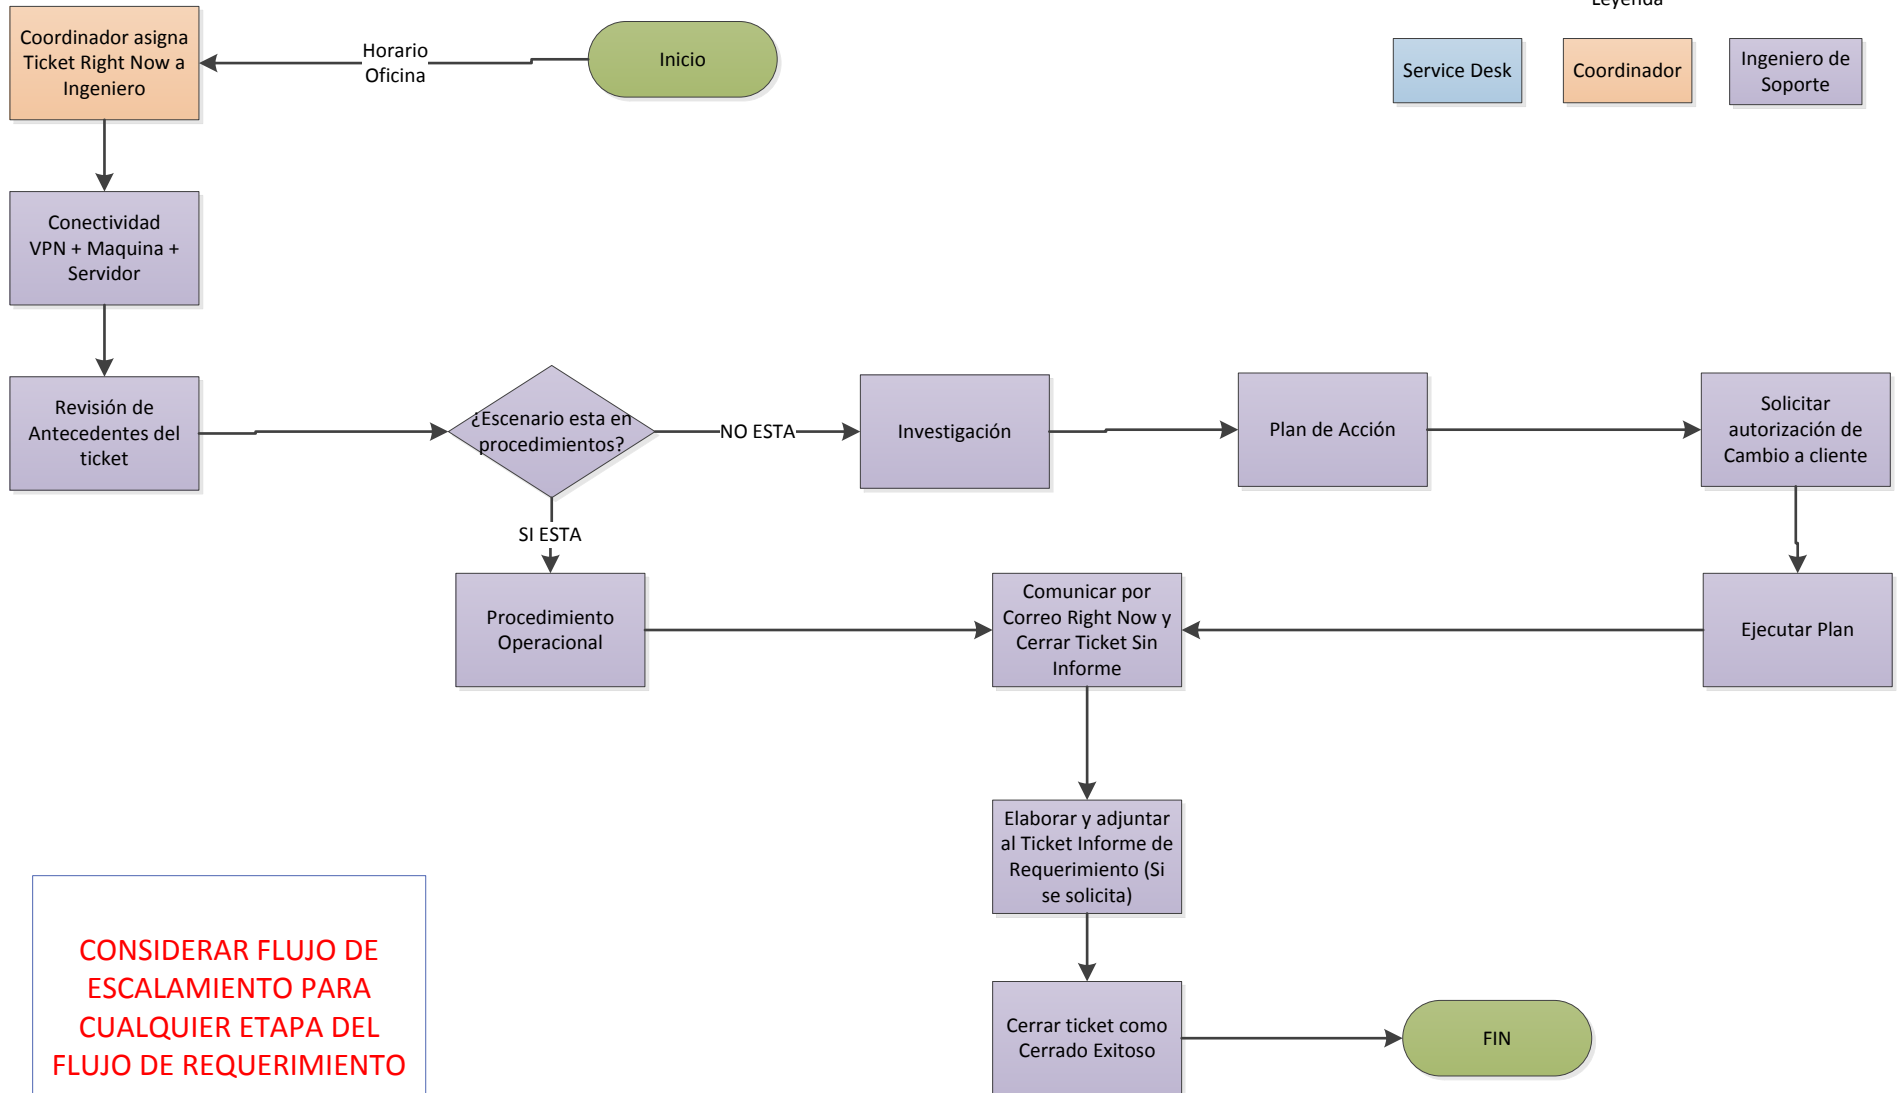 Leyenda
Coordinador asigna
Ticket Right Now a
Ingeniero
Horario
Oficina
Inicio
Service Desk
Coordinador
Ingeniero de
Soporte
Conectividad
VPN + Maquina +
Servidor
Revisión de
Antecedentes del
ticket
¿Escenario esta en
procedimientos?
NO ESTA
Investigación
Plan de Acción
Solicitar
autorización de
Cambio a cliente
SI ESTA
Procedimiento
Operacional
Comunicar por
Correo Right Now y
Cerrar Ticket Sin
Informe
Ejecutar Plan
Elaborar y adjuntar
al Ticket Informe de
Requerimiento (Si
se solicita)
CONSIDERAR FLUJO DE
ESCALAMIENTO PARA
CUALQUIER ETAPA DEL
FLUJO DE REQUERIMIENTO
Cerrar ticket como
Cerrado Exitoso
FIN